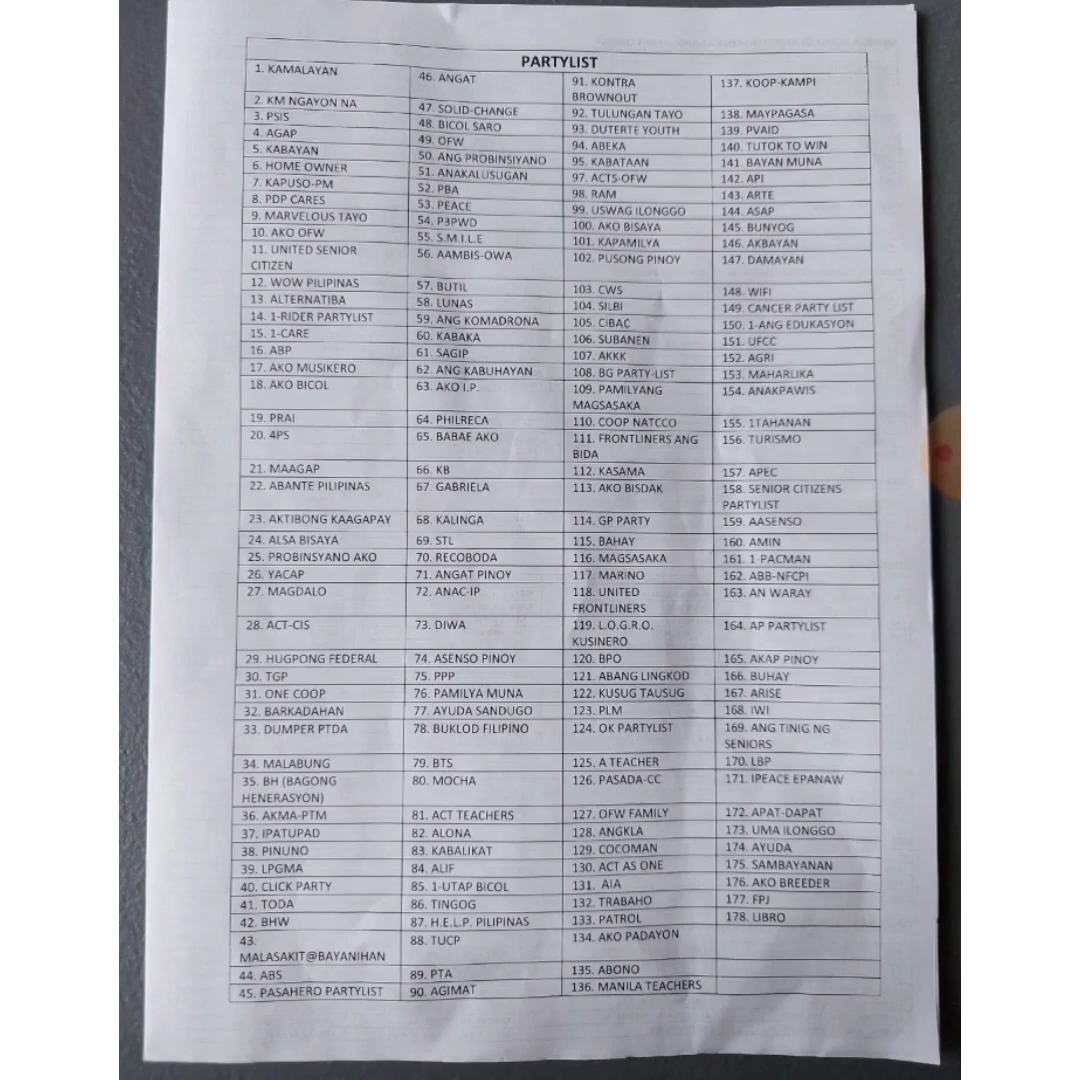 PARTYLIST
1. KAMALAYAN
2. KM NGAYON NA
3. PSIS
4. AGAP
5. KABAYAN
6. HOME OWNER
7. KAPUSO-PM
8. PDP CARES
9. MARVELOUS TAYO
10. AKO OFW
11. UNITED SENIOR
CITIZEN
12. WOW PILIPINAS
13. ALTERNATIBA
14. 1-RIDER PARTYLIST
15. 1-CARE
16. ABP
17. AKO MUSIKERO
18. AKO BICOL
19. PRAI
20. 4PS
21. MAAGAP
22. ABANTE PILIPINAS
23. AKTIBONG KAAGAPAY
24. ALSA BISAYA
25. PROBINSYANO AKO
26. YACAP
27. MAGDALO
28. ACT-CIS
29. HUGPONG FEDERAL
30. TGP
31. ONE COOP
32. BARKADAHAN
33. DUMPER PTDA
34. MALABUNG
35. BH (BAGONG
HENERASYON)
36. AKMA-PTM
37. IPATUPAD
38. PINUNO
39. LPGMA
40. CLICK PARTY
41. TODA
42. BHW
43.
MALASAKIT@BAYANIHAN
44. ABS
45. PASAHERO PARTYLIST
46. ANGAT
47. SOLID-CHANGE
48. BICOL SARO
49. OFW
50. ANG PROBINSIYANO
51. ANAKALUSUGAN
52. PBA
53. PEACE
54. P3PWD
55. S.M.I.L.E
56. AAMBIS-OWA
57. BUTIL
58. LUNAS
59. ANG KOMADRONA
60. KABAKA
61. SAGIP
62. ANG KABUHAYAN
63. AKO I.P.
64. PHILRECA
65. BABAE AKO
66. KB
67. GABRIELA
68. KALINGA
69. STL
70. RECOBODA
71. ANGAT PINOY
72. ANAC-IP
73. DIWA
74. ASENSO PINOY
75. PPP
76. PAMILYA MUNA
77. AYUDA SANDUGO
78. BUKLOD FILIPINO
79. BTS
80. MOCHA
81. ACT TEACHERS
82. ALONA
83. KABALIKAT
84. ALIF
85. 1-UTAP BICOL
86. TINGOG
87. H.E.L.P. PILIPINAS
88. TUCP
89. PTA
90. AGIMAT
91. KONTRA
BROWNOUT
92. TULUNGAN TAYO
93. DUTERTE YOUTH
94. ABEKA
95. KABATAAN
97. ACTS-OFW
98. RAM
99. USWAG ILONGGO
100. AKO BISAYA
101. KAPAMILYA
102. PUSONG PINOY
103. CWS
104. SILBI
105. CIBAC
106. SUBANEN
107. AKKK
108. BG PARTY-LIST
109. PAMILYANG
MAGSASAKA
110. COOP NATCCO
111. FRONTLINERS ANG
BIDA
112. KASAMA
113. AKO BISDAK
114. GP PARTY
115. BAHAY
116. MAGSASAKA
117. MARINO
118. UNITED
FRONTLINERS
119. L.O.G.R.O.
KUSINERO
120. BPO
121. ABANG LINGKOD
122. KUSUG TAUSUG
123. PLM
124. OK PARTYLIST
125. A TEACHER
126. PASADA-CC
127. OFW FAMILY
128. ANGKLA
129. COCOMAN
130. ACT AS ONE
131. AIA
132. TRABAHO
133. PATROL
134. AKO PADAYON
135. ABONO
136. MANILA TEACHERS
137. KOOP-KAMPI
138. MAYPAGASA
139. PVAID
140. TUTOK TO WIN
141. BAYAN MUNA
142. API
143. ARTE
144. ASAP
145. BUNYOG
146. AKBAYAN
147. DAMAYAN
148. WIFI
149. CANCER PARTY LIST
150. 1-ANG EDUKASYON
151. UFCC
152. AGRI
153. MAHARLIKA
154. ANAKPAWIS
155. 1TAHANAN
156. TURISMO
157. APEC
158. SENIOR CITIZENS
PARTYLIST
159. AASENSO
160. AMIN
161. 1 PACMAN
162. ABB-NFCPI
163. AN WARAY
164. AP PARTYLIST
165. AKAP PINOY
166. BUHAY
167. ARISE
168. IWI
169. ANG TINIG NG
SENIORS
170. LBP
171. IPEACE EPANAW
172. APAT-DAPAT
173. UMA ILONGGO
174. AYUDA
175. SAMBAYANAN
176. AKO BREEDER
177. FPJ
178. LIBRO